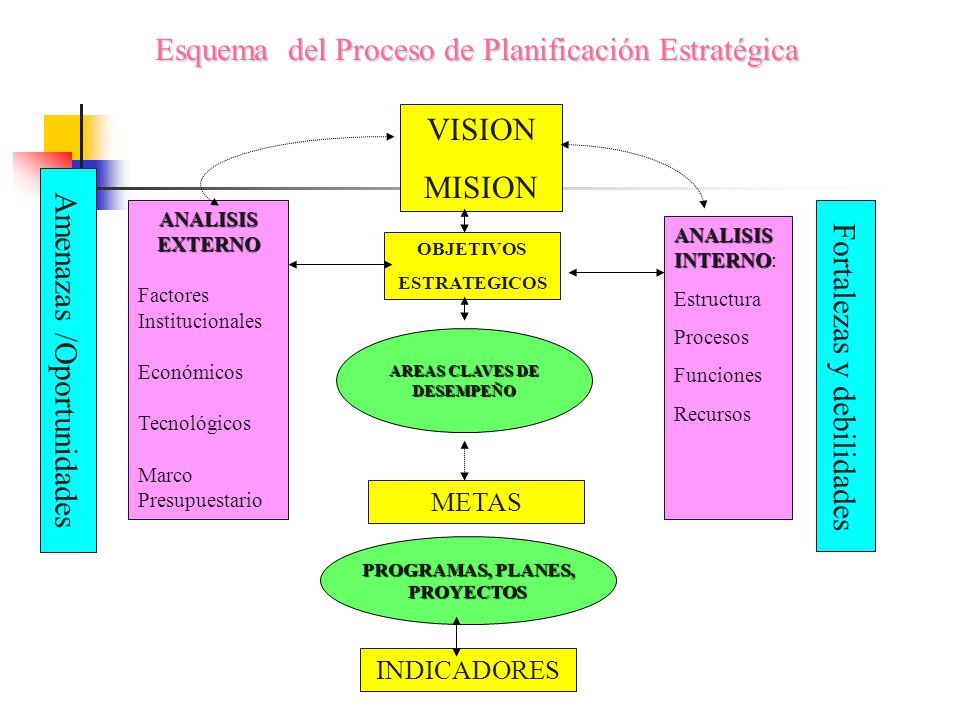 Esquema del Proceso de Planificación Estratégica
VISION
MISION
Amenazas /Oportunidades
ANALISIS
EXTERNO
Factores
Institucionales
Económicos
Tecnológicos
Marco
Presupuestario
OBJETIVOS
ESTRATEGICOS
AREAS CLAVES DE
DESEMPEÑO
METAS
PROGRAMAS, PLANES,
PROYECTOS
INDICADORES
ANALISIS
INTERNO:
Estructura
Procesos
Funciones
Recursos
Fortalezas y debilidades